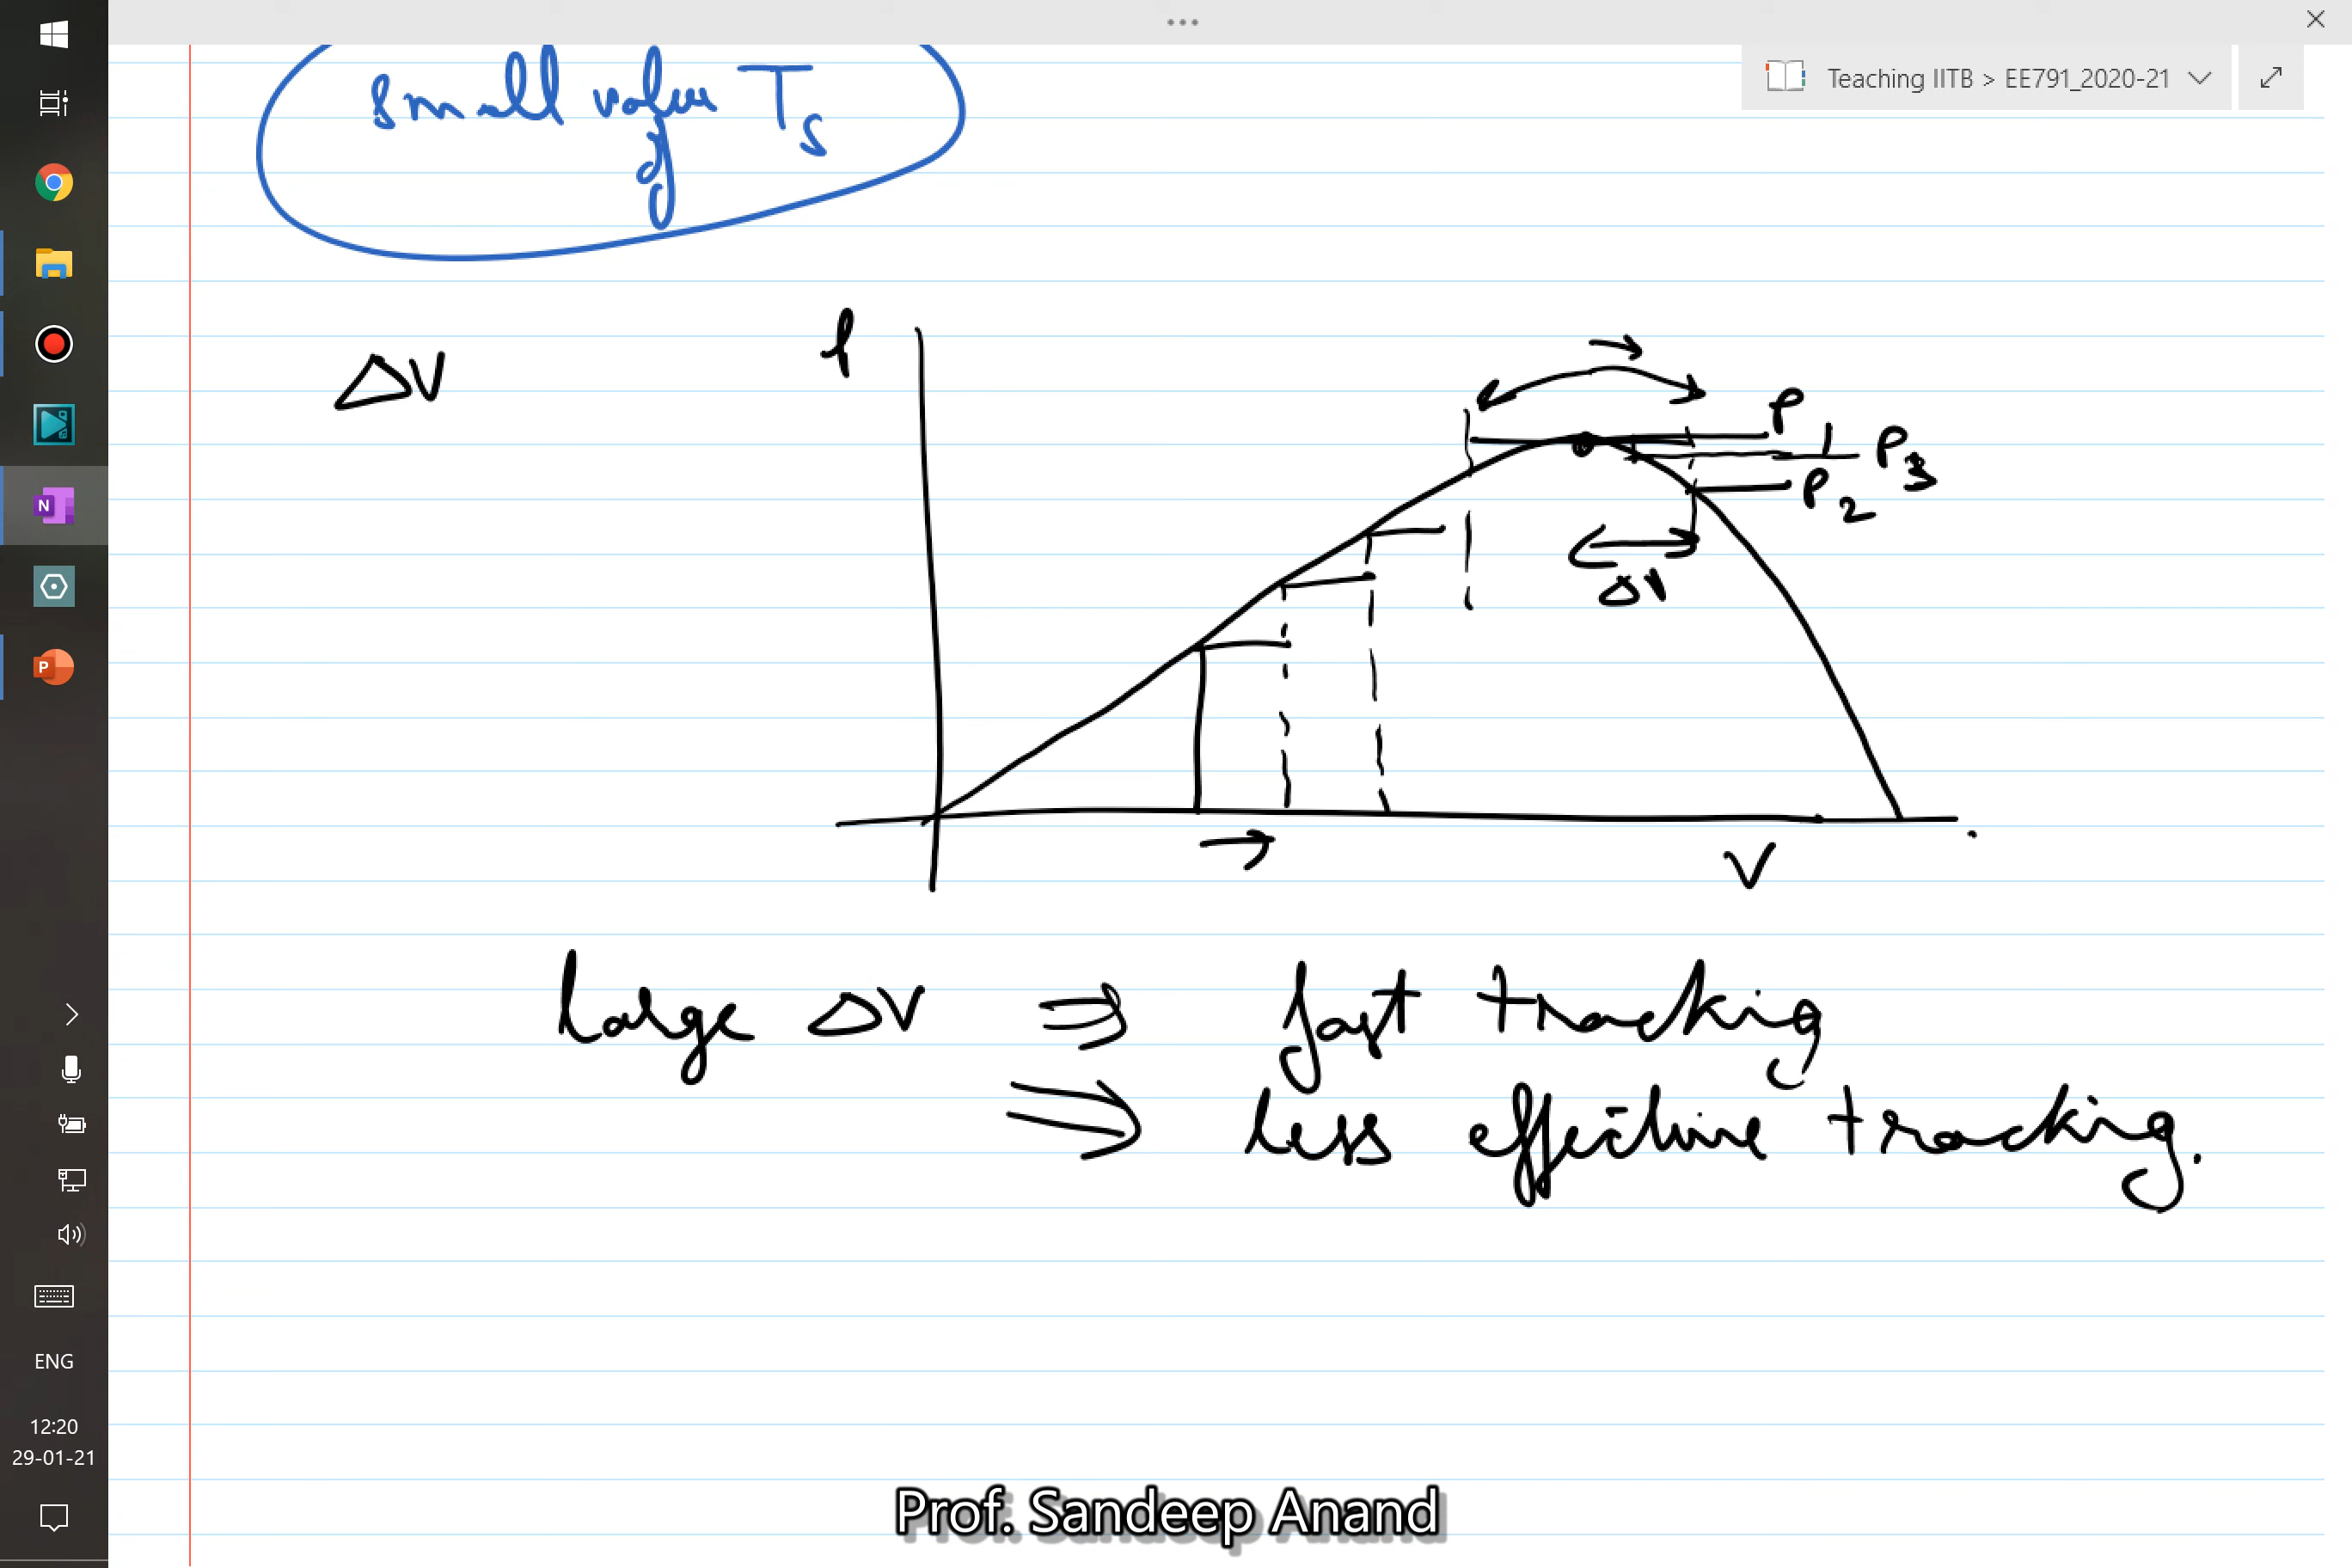 small value of Ts
Teaching IITB > EE791_2020-21
ΔV
P
P1
P3
P2
ΔV
V
large ΔV ⇒ fast tracking
⇒ less effective tracking.
N
P
ENG
12:20
29-01-21
Prof. Sandeep Anand